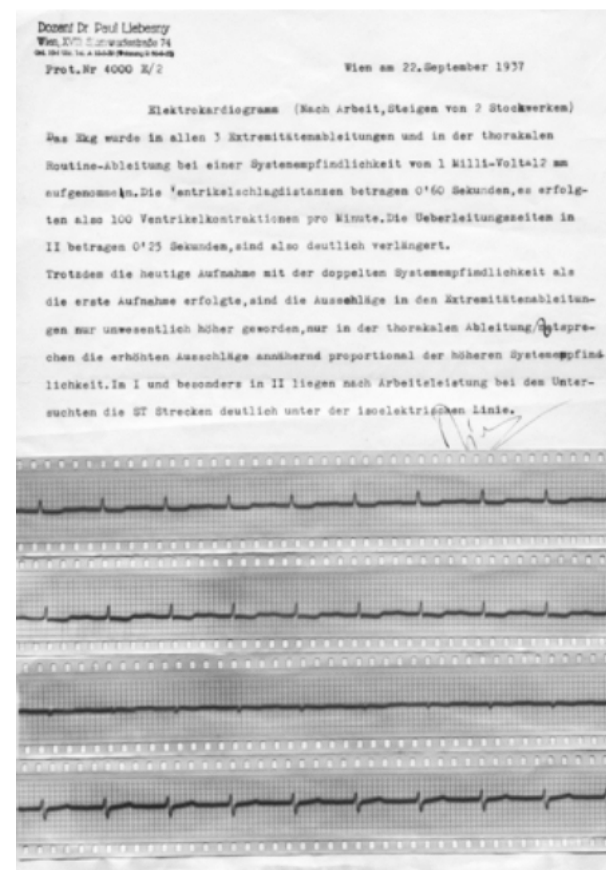 Dozent Dr Paul Liebesny
Wien, XVII. 74
Prot.Nr 4000 E/2
Wien am 22.September 1937
Elektrokardiogramm (Nach Arbeit,Steigen von 2 Stockwerken)
Das Ekg wurde in allen 3 Extremitätenableitungen und in der thorakalen
Routine-Ableitung bei einer Systemempfindlichkeit von 1 Milli-Volt=12 mm
aufgenommen.Die Ventrikelschlagdistanzen betragen 0'60 Sekunden,es erfolg-
ten also 100 Ventrikelkontraktionen pro Minute.Die Ueberleitungszeiten in
II betragen 0'25 Sekunden,sind also deutlich verlängert.
Trotzdem die heutige Aufnahme mit der doppelten Systemempfindlichkeit als
die erste Aufnahme erfolgte,sind die Ausschläge in den Extremitätenableitun-
gen nur unwesentlich höher geworden,nur in der thorakalen Ableitung/entspre-
chen die erhöhten Ausschläge annähernd proportional der höheren Systemempfind
lichkeit.Im I und besonders in II liegen nach Arbeitsleistung bei dem Unter-
suchten die ST Strecken deutlich unter der isoelektrischen Linie.